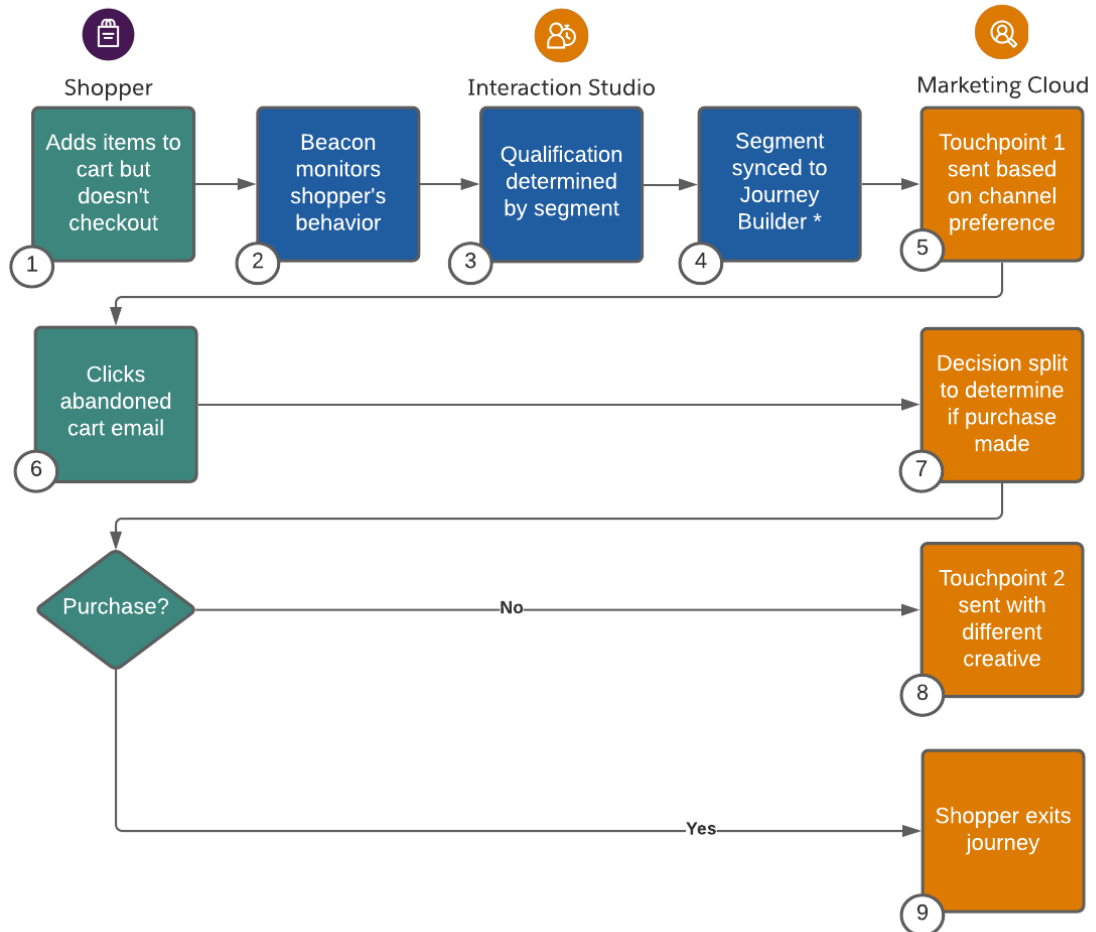 Shopper
Interaction Studio
Marketing Cloud
Adds items to
cart but
doesn't
checkout
1
Beacon
monitors
shopper's
behavior
2
Qualification
determined
by segment
3
Segment
synced to
Journey
Builder *
4
Touchpoint 1
sent based
on channel
preference
5
Clicks
abandoned
cart email
6
Decision split
to determine
if purchase
made
7
Purchase?
No
Touchpoint 2
sent with
different
creative
8
Yes
Shopper exits
journey
9